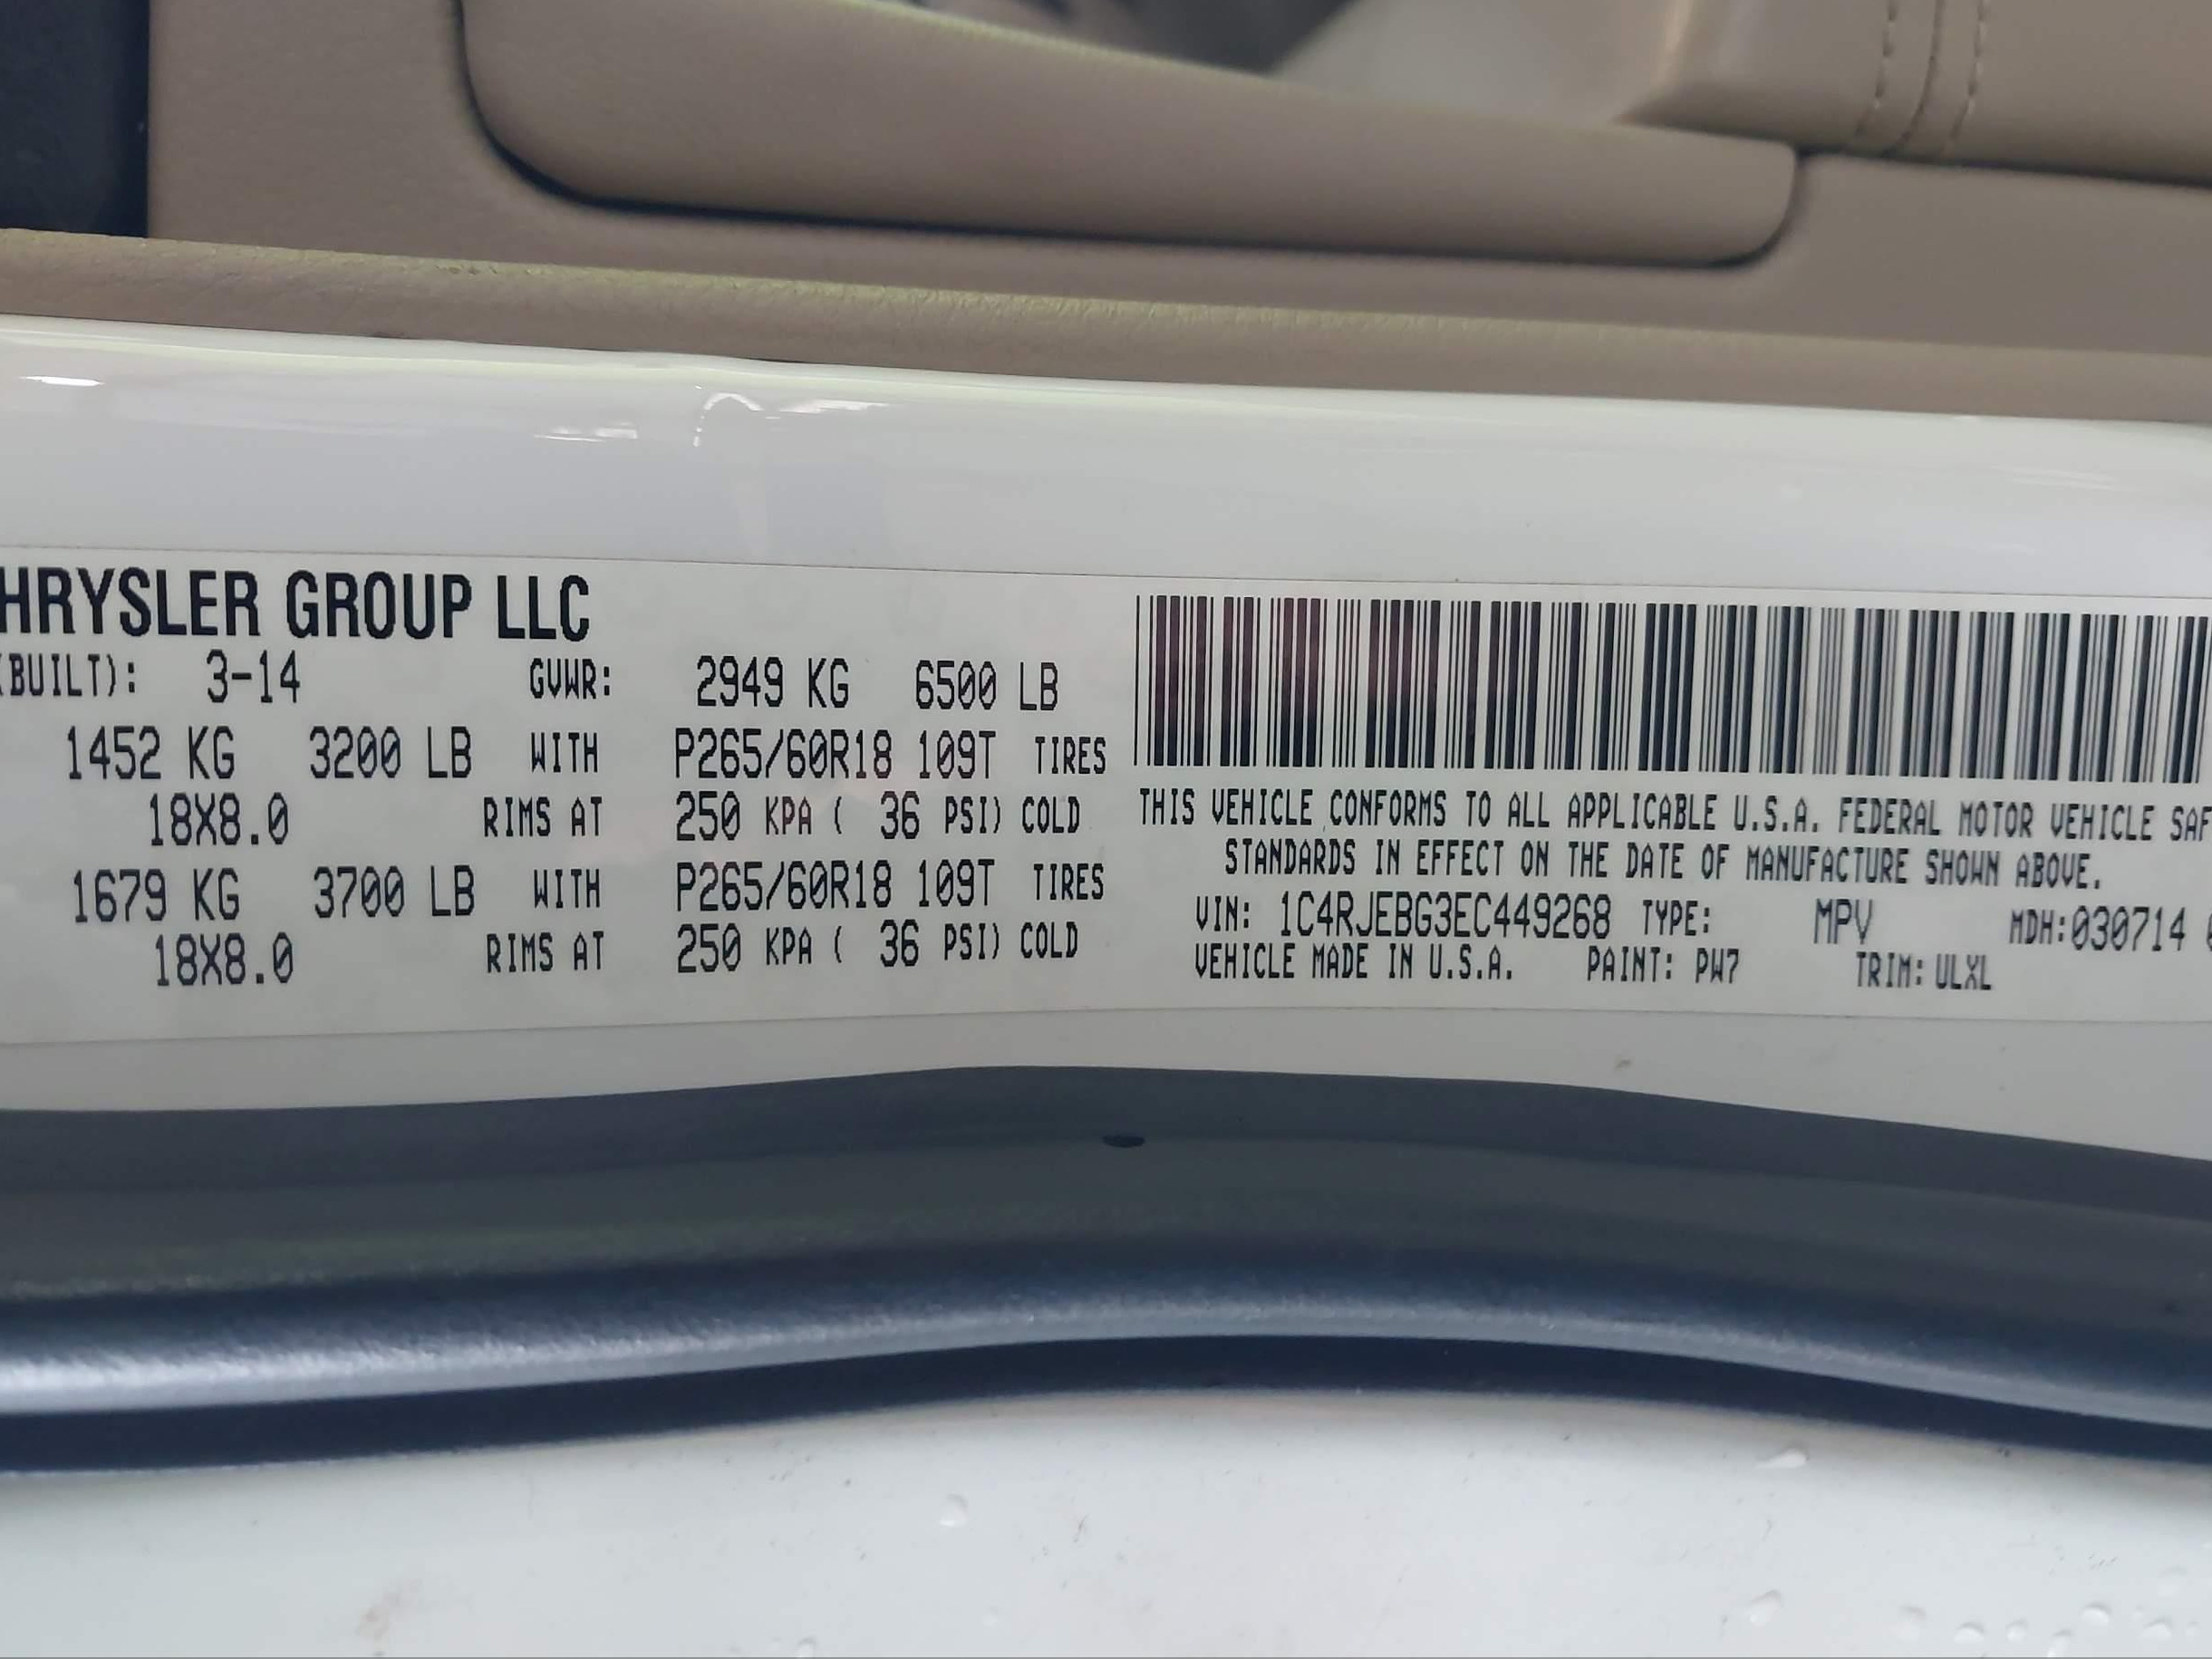 HRYSLER GROUP LLC
(BUILT): 3-14 GVWR: 2949 KG 6500 LB
1452 KG 3200 LB WITH P265/60R18 109T TIRES
18X8.0 RIMS AT 250 KPA ( 36 PSI) COLD
1679 KG 3700 LB WITH P265/60R18 109T TIRES
18X8.0 RIMS AT 250 KPA ( 36 PSI) COLD
THIS VEHICLE CONFORMS TO ALL APPLICABLE U.S.A. FEDERAL MOTOR VEHICLE SAF
STANDARDS IN EFFECT ON THE DATE OF MANUFACTURE SHOWN ABOVE.
VIN: 1C4RJEBG3EC449268 TYPE: MPV MDH:030714
VEHICLE MADE IN U.S.A. PAINT: PW7 TRIM: ULXL